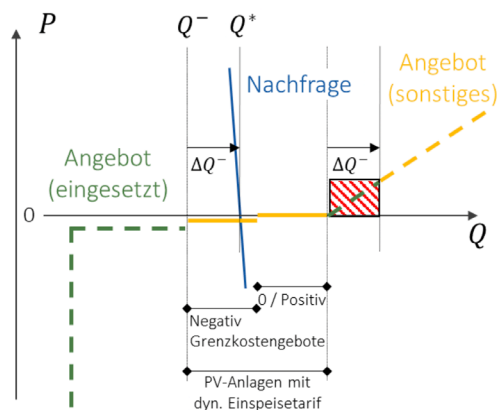 P
Q⁻
Q*
Nachfrage
Angebot
(sonstiges)
ΔQ⁻
ΔQ⁻
Angebot
(eingesetzt)
0
Q
0 / Positiv
Negativ
Grenzkostengebote
PV-Anlagen mit
dyn. Einspeisetarif